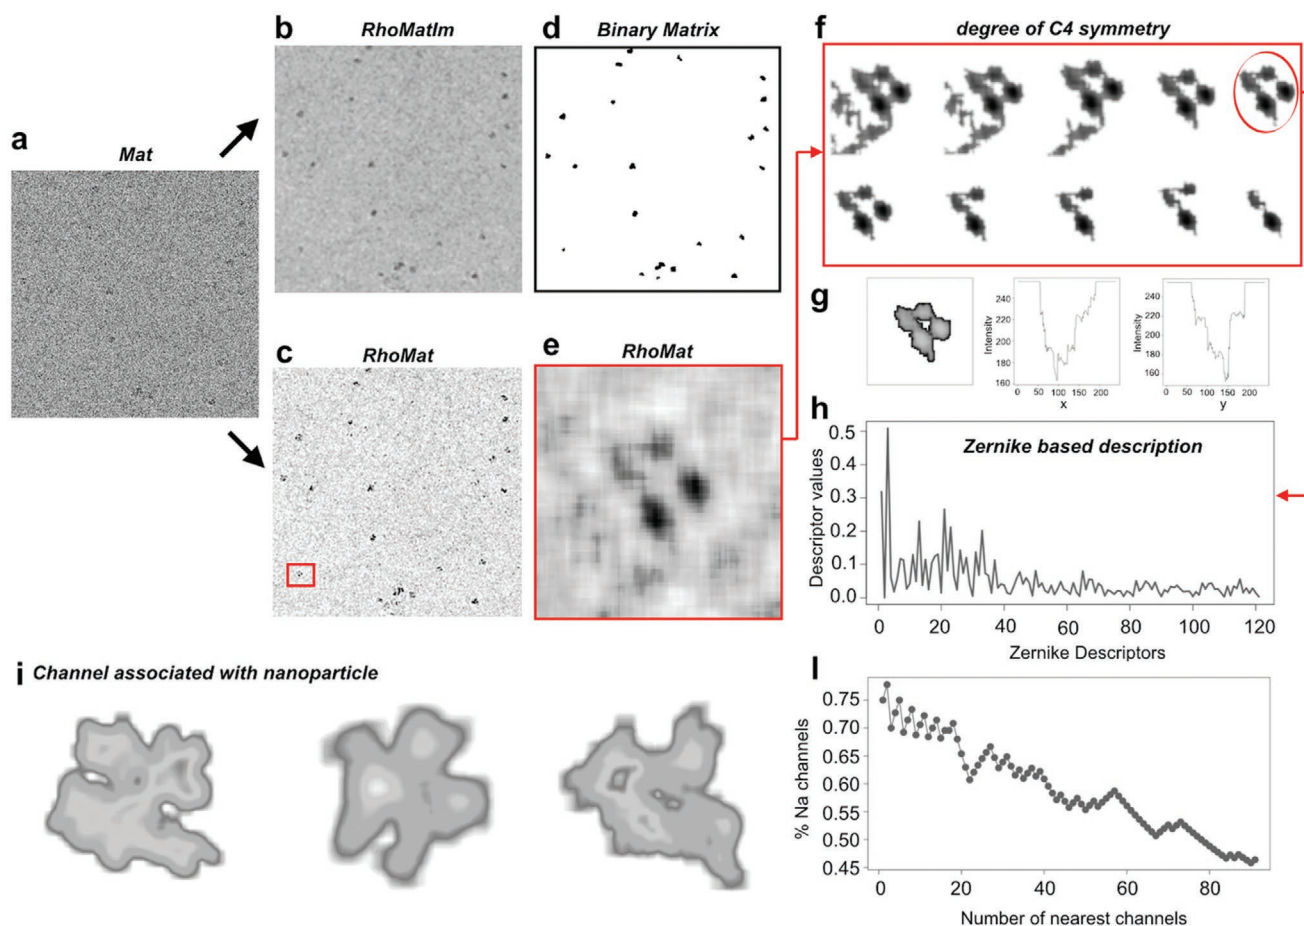 a
Mat
b
RhoMatIm
c
RhoMat
d
Binary Matrix
e
RhoMat
f
degree of C4 symmetry
g
Intensity
240
220
200
180
160
0 50 100 150 200
x
Intensity
240
220
200
180
160
0 50 100 150 200
y
h
Zernike based description
Descriptor values
0.5
0.4
0.3
0.2
0.1
0.0
0 20 40 60 80 100 120
Zernike Descriptors
i Channel associated with nanoparticle
l
% Na channels
0.75
0.70
0.65
0.60
0.55
0.50
0.45
0 20 40 60 80
Number of nearest channels